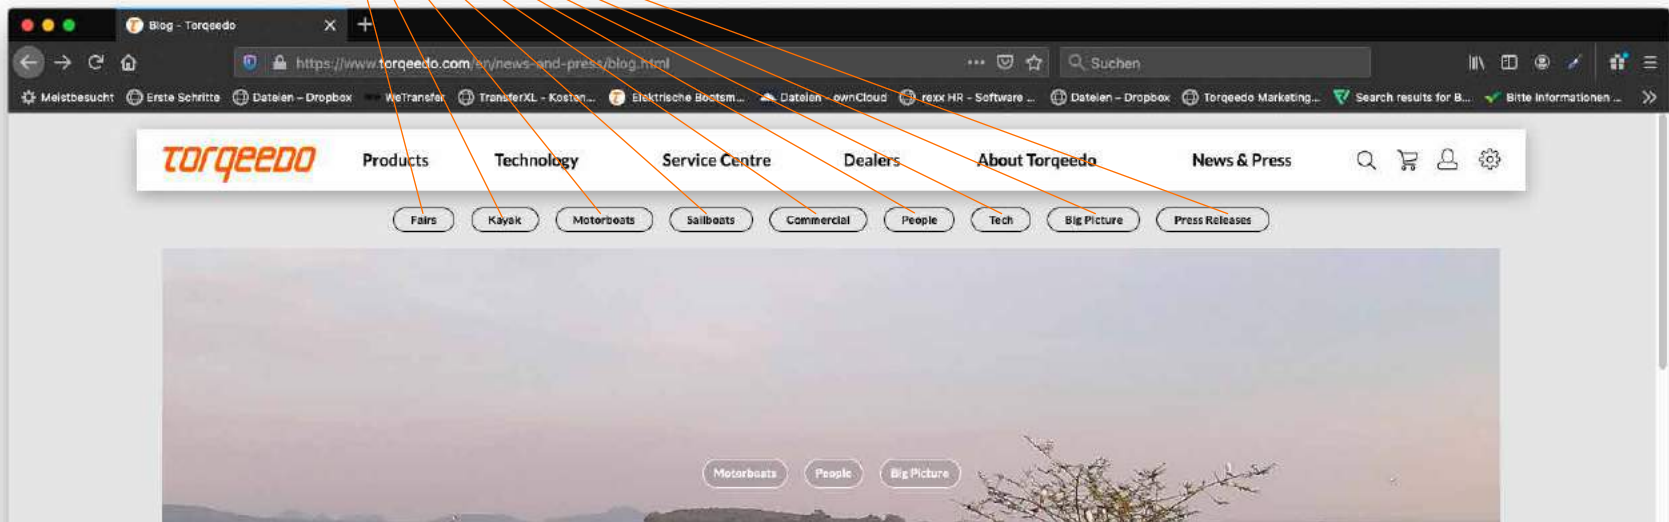 Blog - Torqeedo
https://www.torqeedo.com/en/news-and-press/blog.html
Suchen
Meistbesucht Erste Schritte Dateien – Dropbox WeTransfer TransferXL - Kosten... Elektrische Bootsm... Dateien - ownCloud rexx HR - Software ... Dateien – Dropbox Torqeedo Marketing... Search results for B... Bitte Informationen ...
TORQEEDO Products Technology Service Centre Dealers About Torqeedo News & Press
Fairs Kayak Motorboats Sailboats Commercial People Tech Big Picture Press Releases
Motorboats People Big Picture